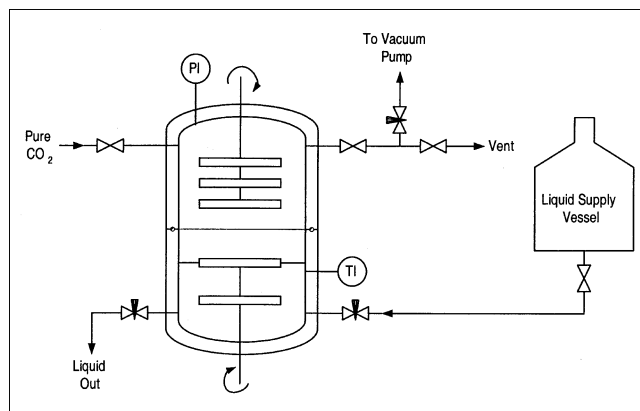 To Vacuum
Pump
PI
Pure
CO 2
Vent
Liquid Supply
Vessel
TI
Liquid
Out